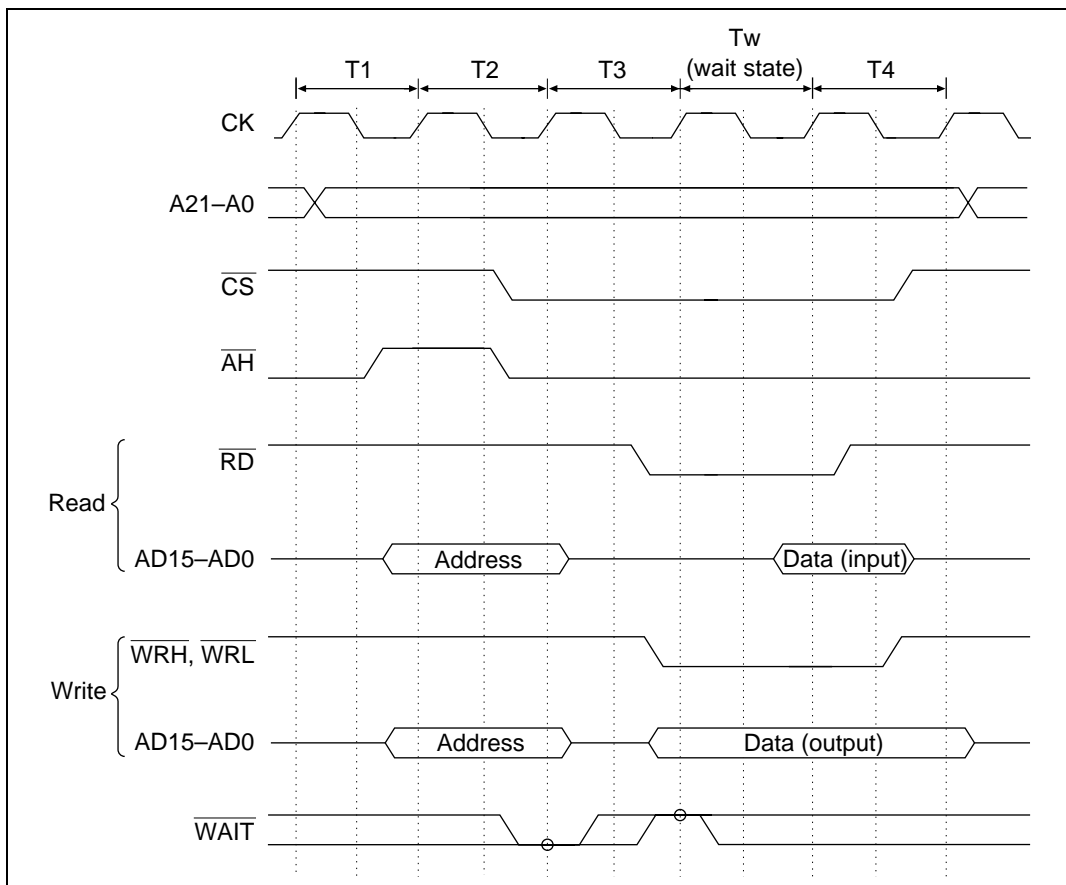 Tw
(wait state)
T1 T2 T3 T4
CK
A21–A0
CS
AH
RD
Read
AD15–AD0 Address Data (input)
WRH, WRL
Write
AD15–AD0 Address Data (output)
WAIT